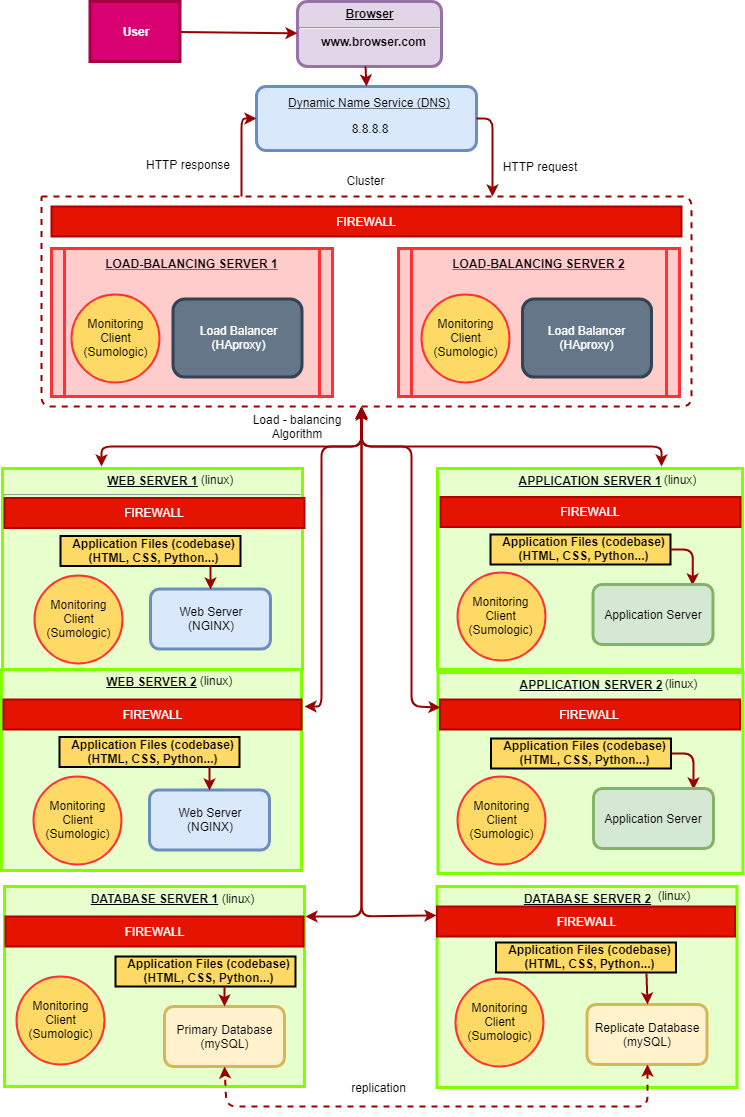 User
Browser
www.browser.com
Dynamic Name Service (DNS)
8.8.8.8
HTTP response
HTTP request
Cluster
FIREWALL
LOAD-BALANCING SERVER 1
Monitoring
Client
(Sumologic)
Load Balancer
(HAproxy)
LOAD-BALANCING SERVER 2
Monitoring
Client
(Sumologic)
Load Balancer
(HAproxy)
Load - balancing
Algorithm
WEB SERVER 1 (linux)
FIREWALL
Application Files (codebase)
(HTML, CSS, Python...)
Monitoring
Client
(Sumologic)
Web Server
(NGINX)
APPLICATION SERVER 1 (linux)
FIREWALL
Application Files (codebase)
(HTML, CSS, Python...)
Monitoring
Client
(Sumologic)
Application Server
WEB SERVER 2 (linux)
FIREWALL
Application Files (codebase)
(HTML, CSS, Python...)
Monitoring
Client
(Sumologic)
Web Server
(NGINX)
APPLICATION SERVER 2 (linux)
FIREWALL
Application Files (codebase)
(HTML, CSS, Python...)
Monitoring
Client
(Sumologic)
Application Server
DATABASE SERVER 1 (linux)
FIREWALL
Application Files (codebase)
(HTML, CSS, Python...)
Monitoring
Client
(Sumologic)
Primary Database
(mySQL)
DATABASE SERVER 2 (linux)
FIREWALL
Application Files (codebase)
(HTML, CSS, Python...)
Monitoring
Client
(Sumologic)
Replicate Database
(mySQL)
replication